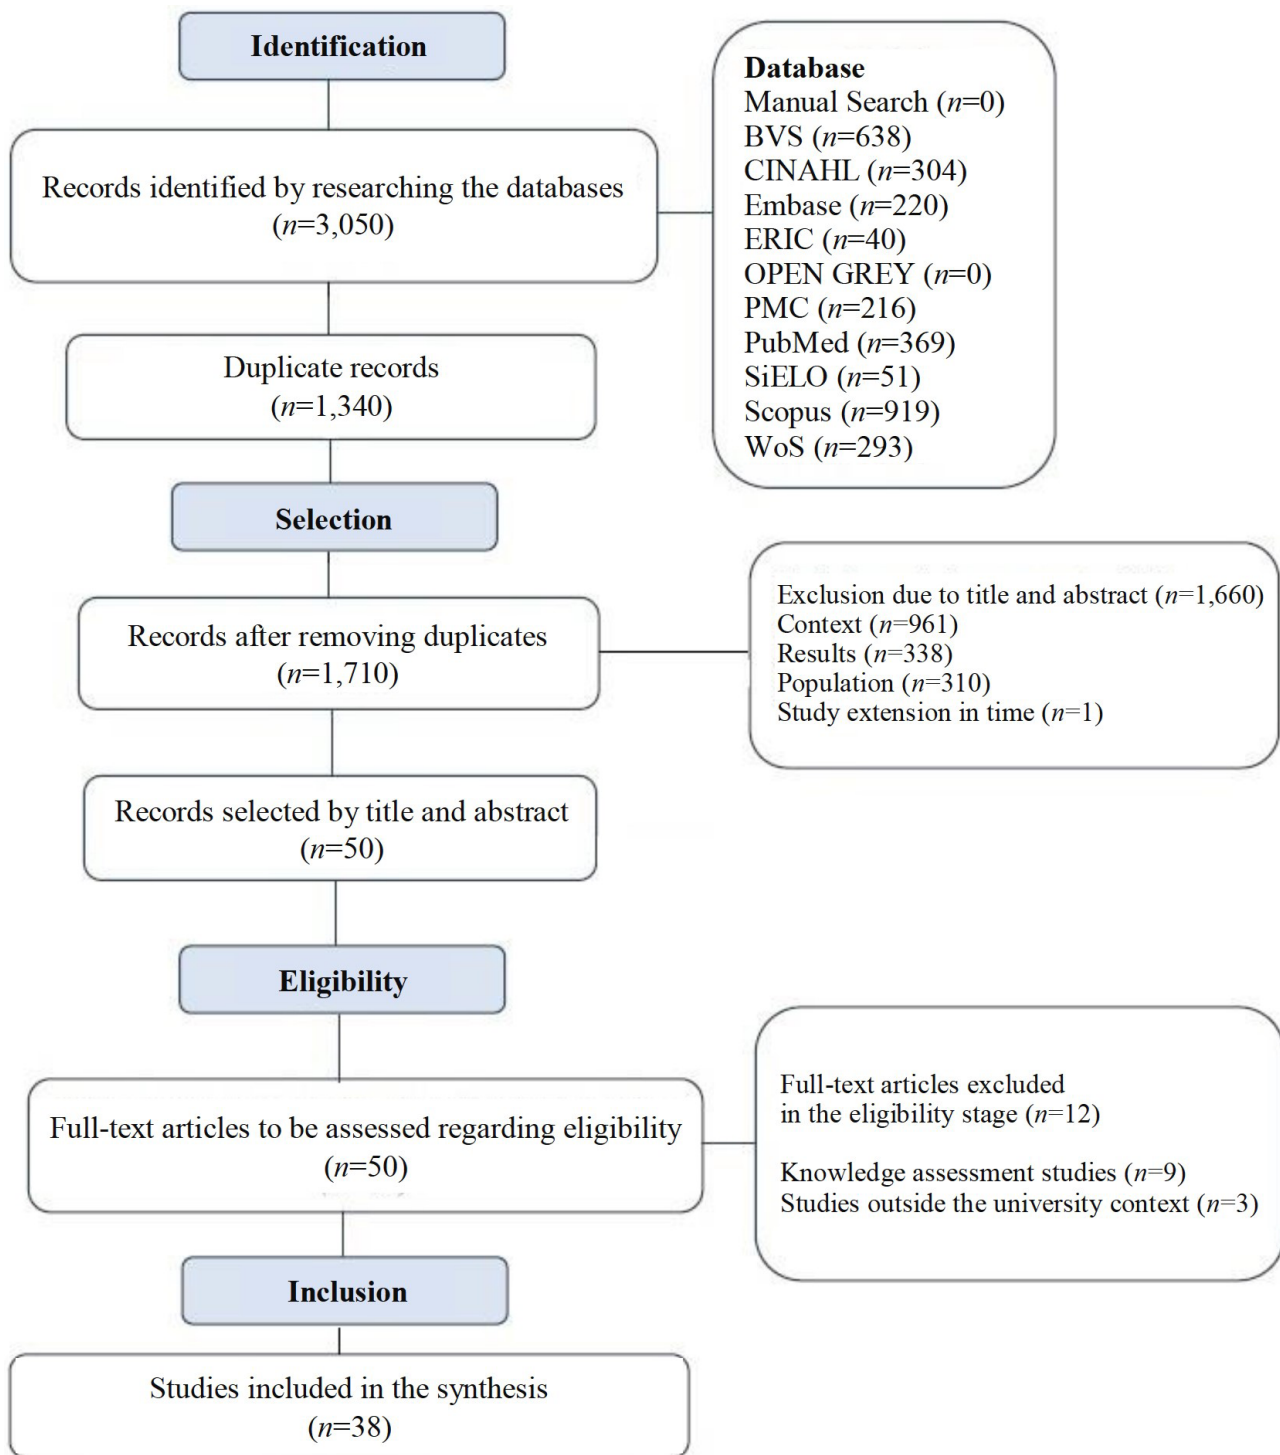 Identification
Records identified by researching the databases
(n=3,050)
Database
Manual Search (n=0)
BVS (n=638)
CINAHL (n=304)
Embase (n=220)
ERIC (n=40)
OPEN GREY (n=0)
PMC (n=216)
PubMed (n=369)
SiELO (n=51)
Scopus (n=919)
WoS (n=293)
Duplicate records
(n=1,340)
Selection
Records after removing duplicates
(n=1,710)
Exclusion due to title and abstract (n=1,660)
Context (n=961)
Results (n=338)
Population (n=310)
Study extension in time (n=1)
Records selected by title and abstract
(n=50)
Eligibility
Full-text articles to be assessed regarding eligibility
(n=50)
Full-text articles excluded
in the eligibility stage (n=12)
Knowledge assessment studies (n=9)
Studies outside the university context (n=3)
Inclusion
Studies included in the synthesis
(n=38)